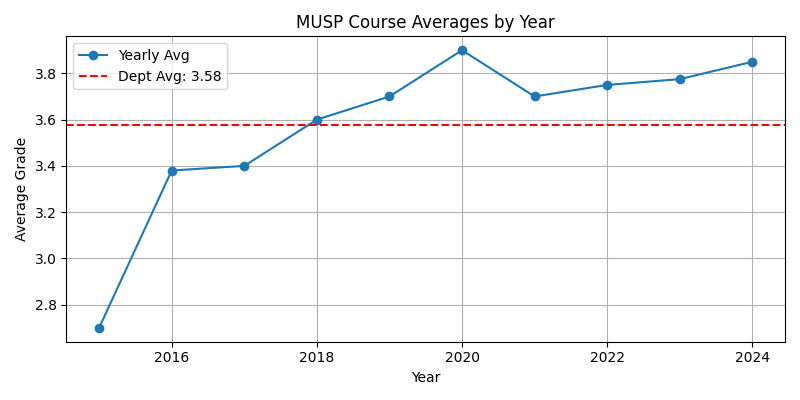 MUSP Course Averages by Year
Yearly Avg
Dept Avg: 3.58
Average Grade
3.8
3.6
3.4
3.2
3.0
2.8
2016
2018
2020
2022
2024
Year